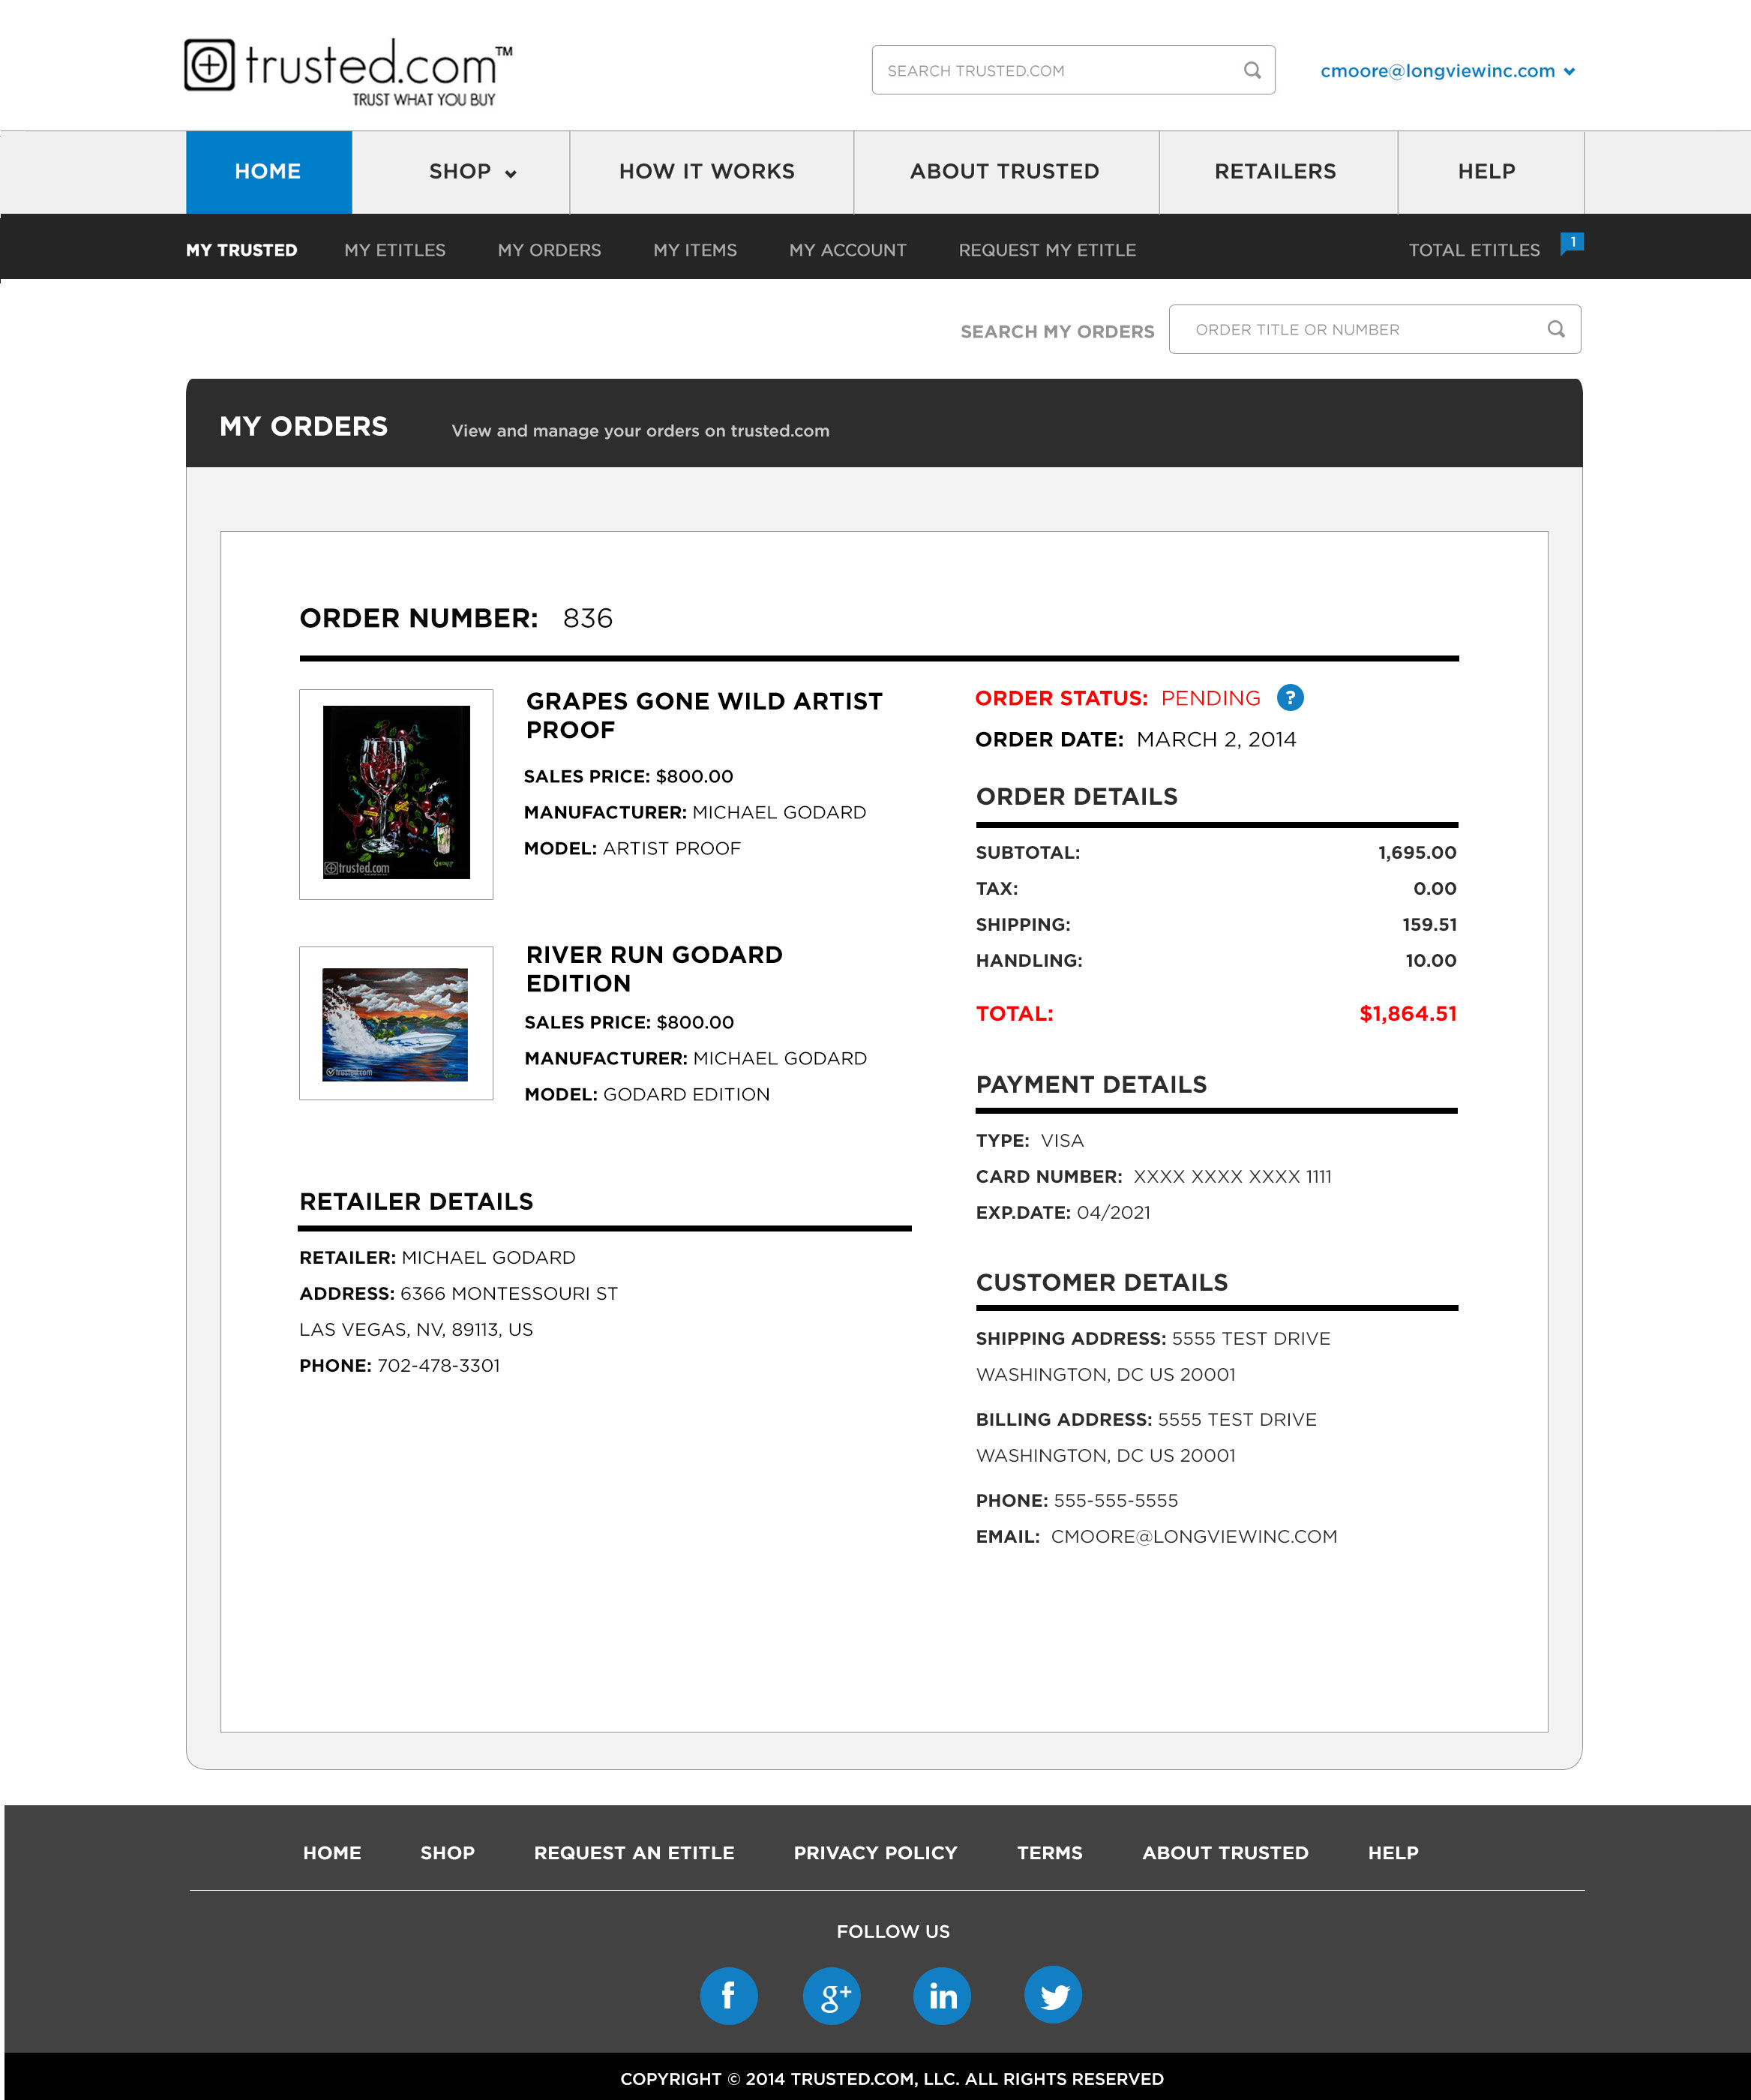 trusted.com™
TRUST WHAT YOU BUY
SEARCH TRUSTED.COM
cmoore@longviewinc.com
HOME
SHOP
HOW IT WORKS
ABOUT TRUSTED
RETAILERS
HELP
MY TRUSTED
MY ETITLES
MY ORDERS
MY ITEMS
MY ACCOUNT
REQUEST MY ETITLE
TOTAL ETITLES
1
SEARCH MY ORDERS
ORDER TITLE OR NUMBER
MY ORDERS
View and manage your orders on trusted.com
ORDER NUMBER: 836
GRAPES GONE WILD ARTIST
PROOF
SALES PRICE: $800.00
MANUFACTURER: MICHAEL GODARD
MODEL: ARTIST PROOF
trusted.com
RIVER RUN GODARD
EDITION
SALES PRICE: $800.00
MANUFACTURER: MICHAEL GODARD
MODEL: GODARD EDITION
trusted.com
RETAILER DETAILS
RETAILER: MICHAEL GODARD
ADDRESS: 6366 MONTESSOURI ST
LAS VEGAS, NV, 89113, US
PHONE: 702-478-3301
ORDER STATUS: PENDING ?
ORDER DATE: MARCH 2, 2014
ORDER DETAILS
SUBTOTAL: 1,695.00
TAX: 0.00
SHIPPING: 159.51
HANDLING: 10.00
TOTAL: $1,864.51
PAYMENT DETAILS
TYPE: VISA
CARD NUMBER: XXXX XXXX XXXX 1111
EXP.DATE: 04/2021
CUSTOMER DETAILS
SHIPPING ADDRESS: 5555 TEST DRIVE
WASHINGTON, DC US 20001
BILLING ADDRESS: 5555 TEST DRIVE
WASHINGTON, DC US 20001
PHONE: 555-555-5555
EMAIL: CMOORE@LONGVIEWINC.COM
HOME
SHOP
REQUEST AN ETITLE
PRIVACY POLICY
TERMS
ABOUT TRUSTED
HELP
FOLLOW US
f
g+
in
COPYRIGHT © 2014 TRUSTED.COM, LLC. ALL RIGHTS RESERVED